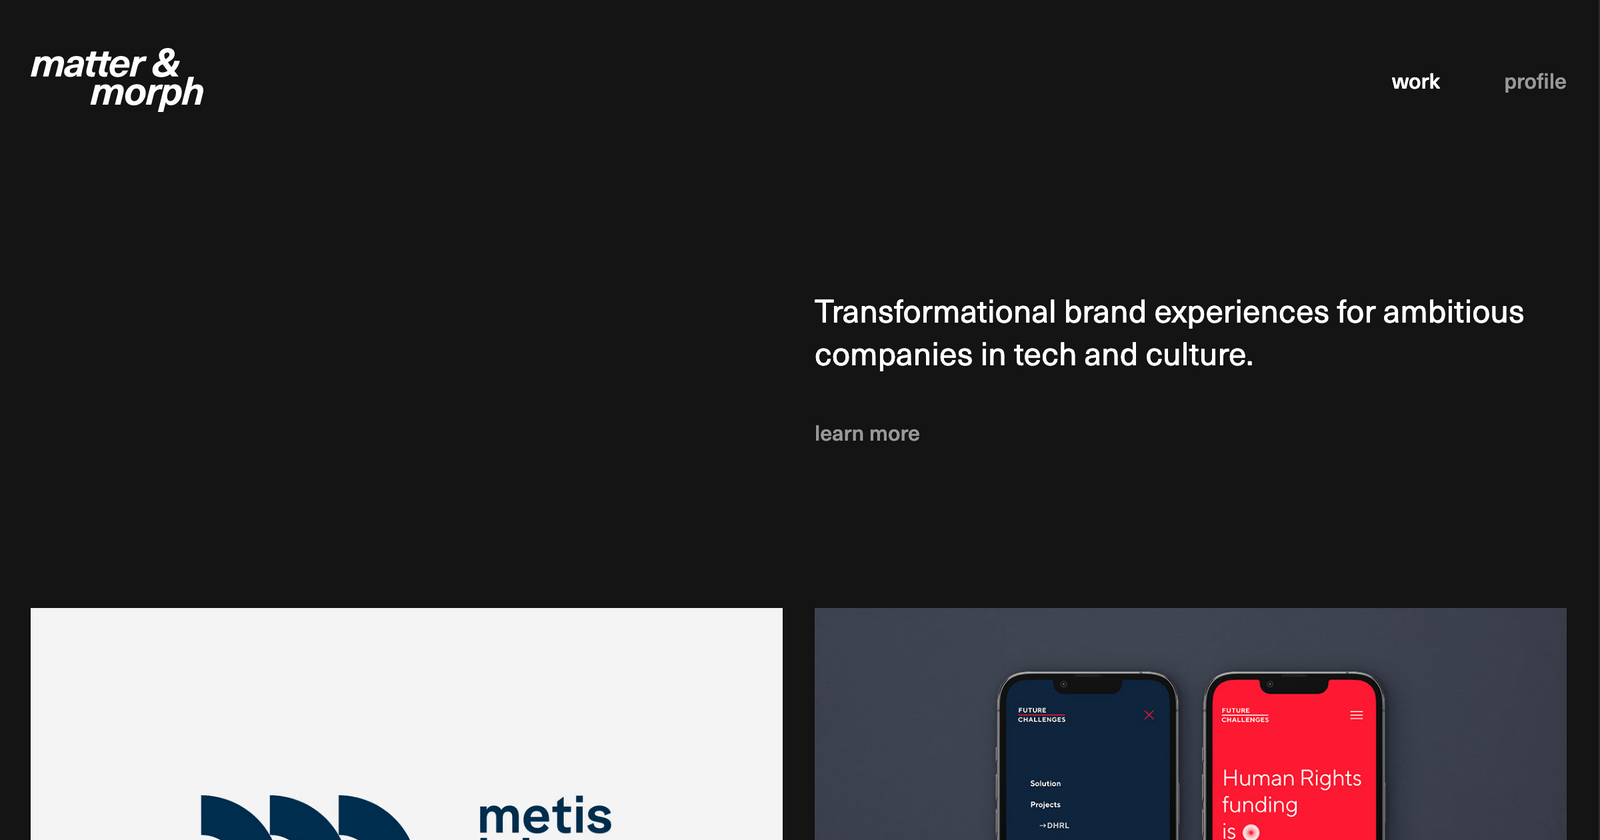 matter &
morph
work
profile
Transformational brand experiences for ambitious
companies in tech and culture.
learn more
metis
FUTURE
CHALLENGES
Solution
Projects
→DHRL
FUTURE
CHALLENGES
Human Rights
funding
is